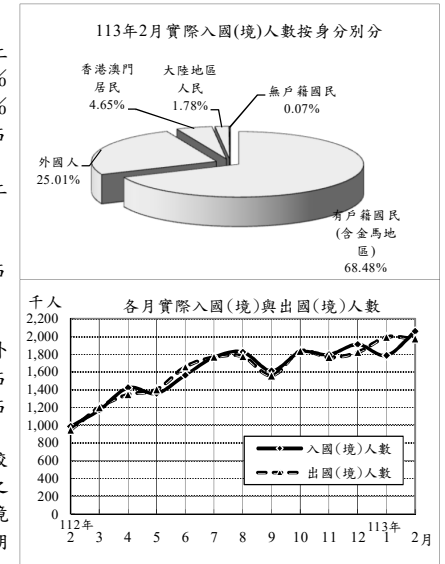 113年2月實際入國(境)人數按身分別分
香港澳門
居民
4.65%
大陸地區
人民
1.78%
無戶籍國民
0.07%
外國人
25.01%
有戶籍國民
(含金馬地
區)
68.48%
千人
各月實際入國(境)與出國(境)人數
2,200
2,000
1,800
1,600
1,400
1,200
1,000
800
600
400
200
0
入國(境)人數
出國(境)人數
112年
113年
2 3 4 5 6 7 8 9 10 11 12 1 2月